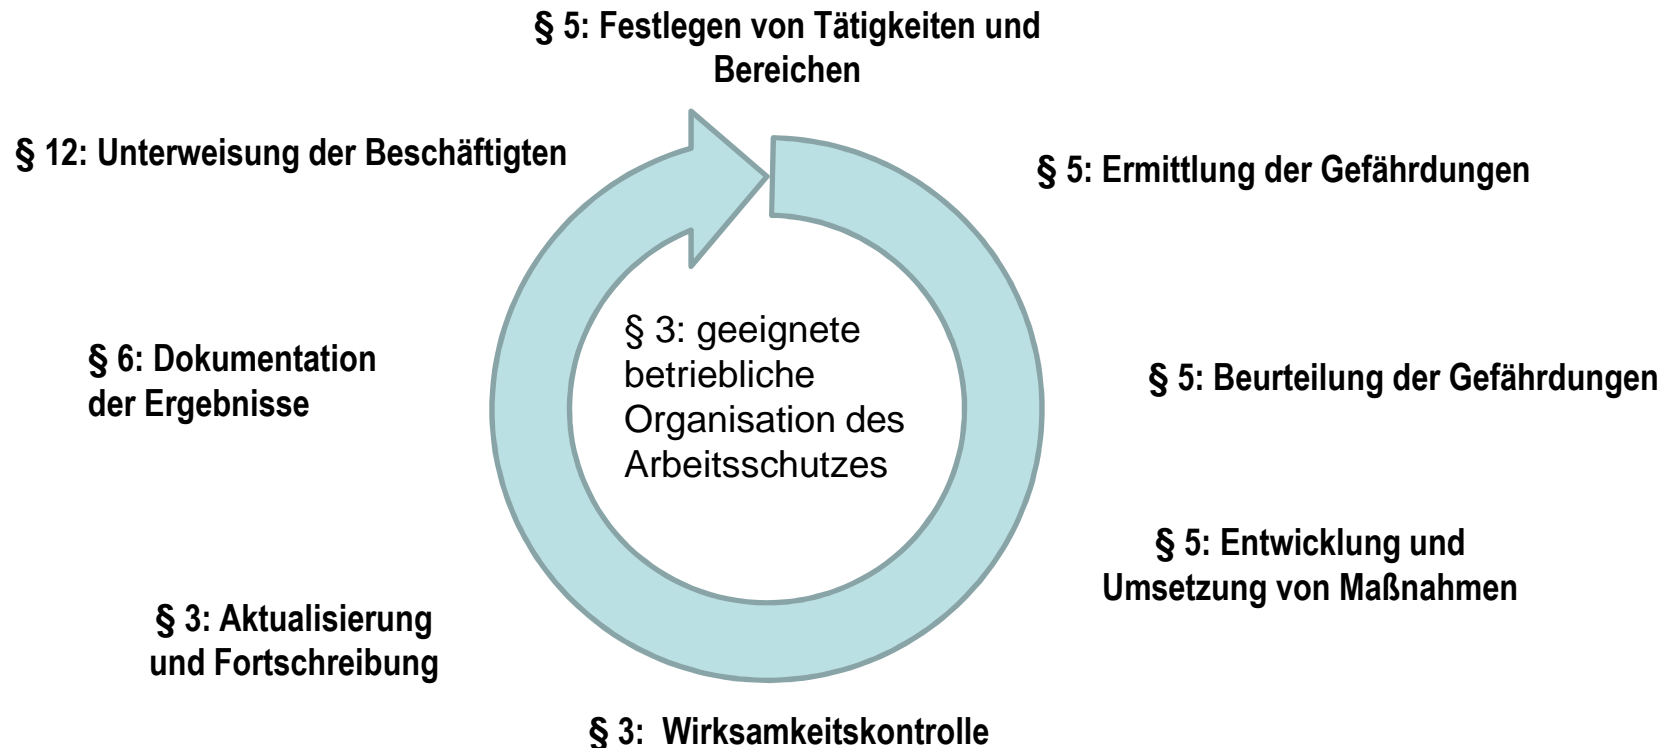 § 5: Festlegen von Tätigkeiten und
Bereichen
§ 5: Ermittlung der Gefährdungen
§ 5: Beurteilung der Gefährdungen
§ 5: Entwicklung und
Umsetzung von Maßnahmen
§ 3: Wirksamkeitskontrolle
§ 3: Aktualisierung
und Fortschreibung
§ 6: Dokumentation
der Ergebnisse
§ 12: Unterweisung der Beschäftigten
§ 3: geeignete
betriebliche
Organisation des
Arbeitsschutzes